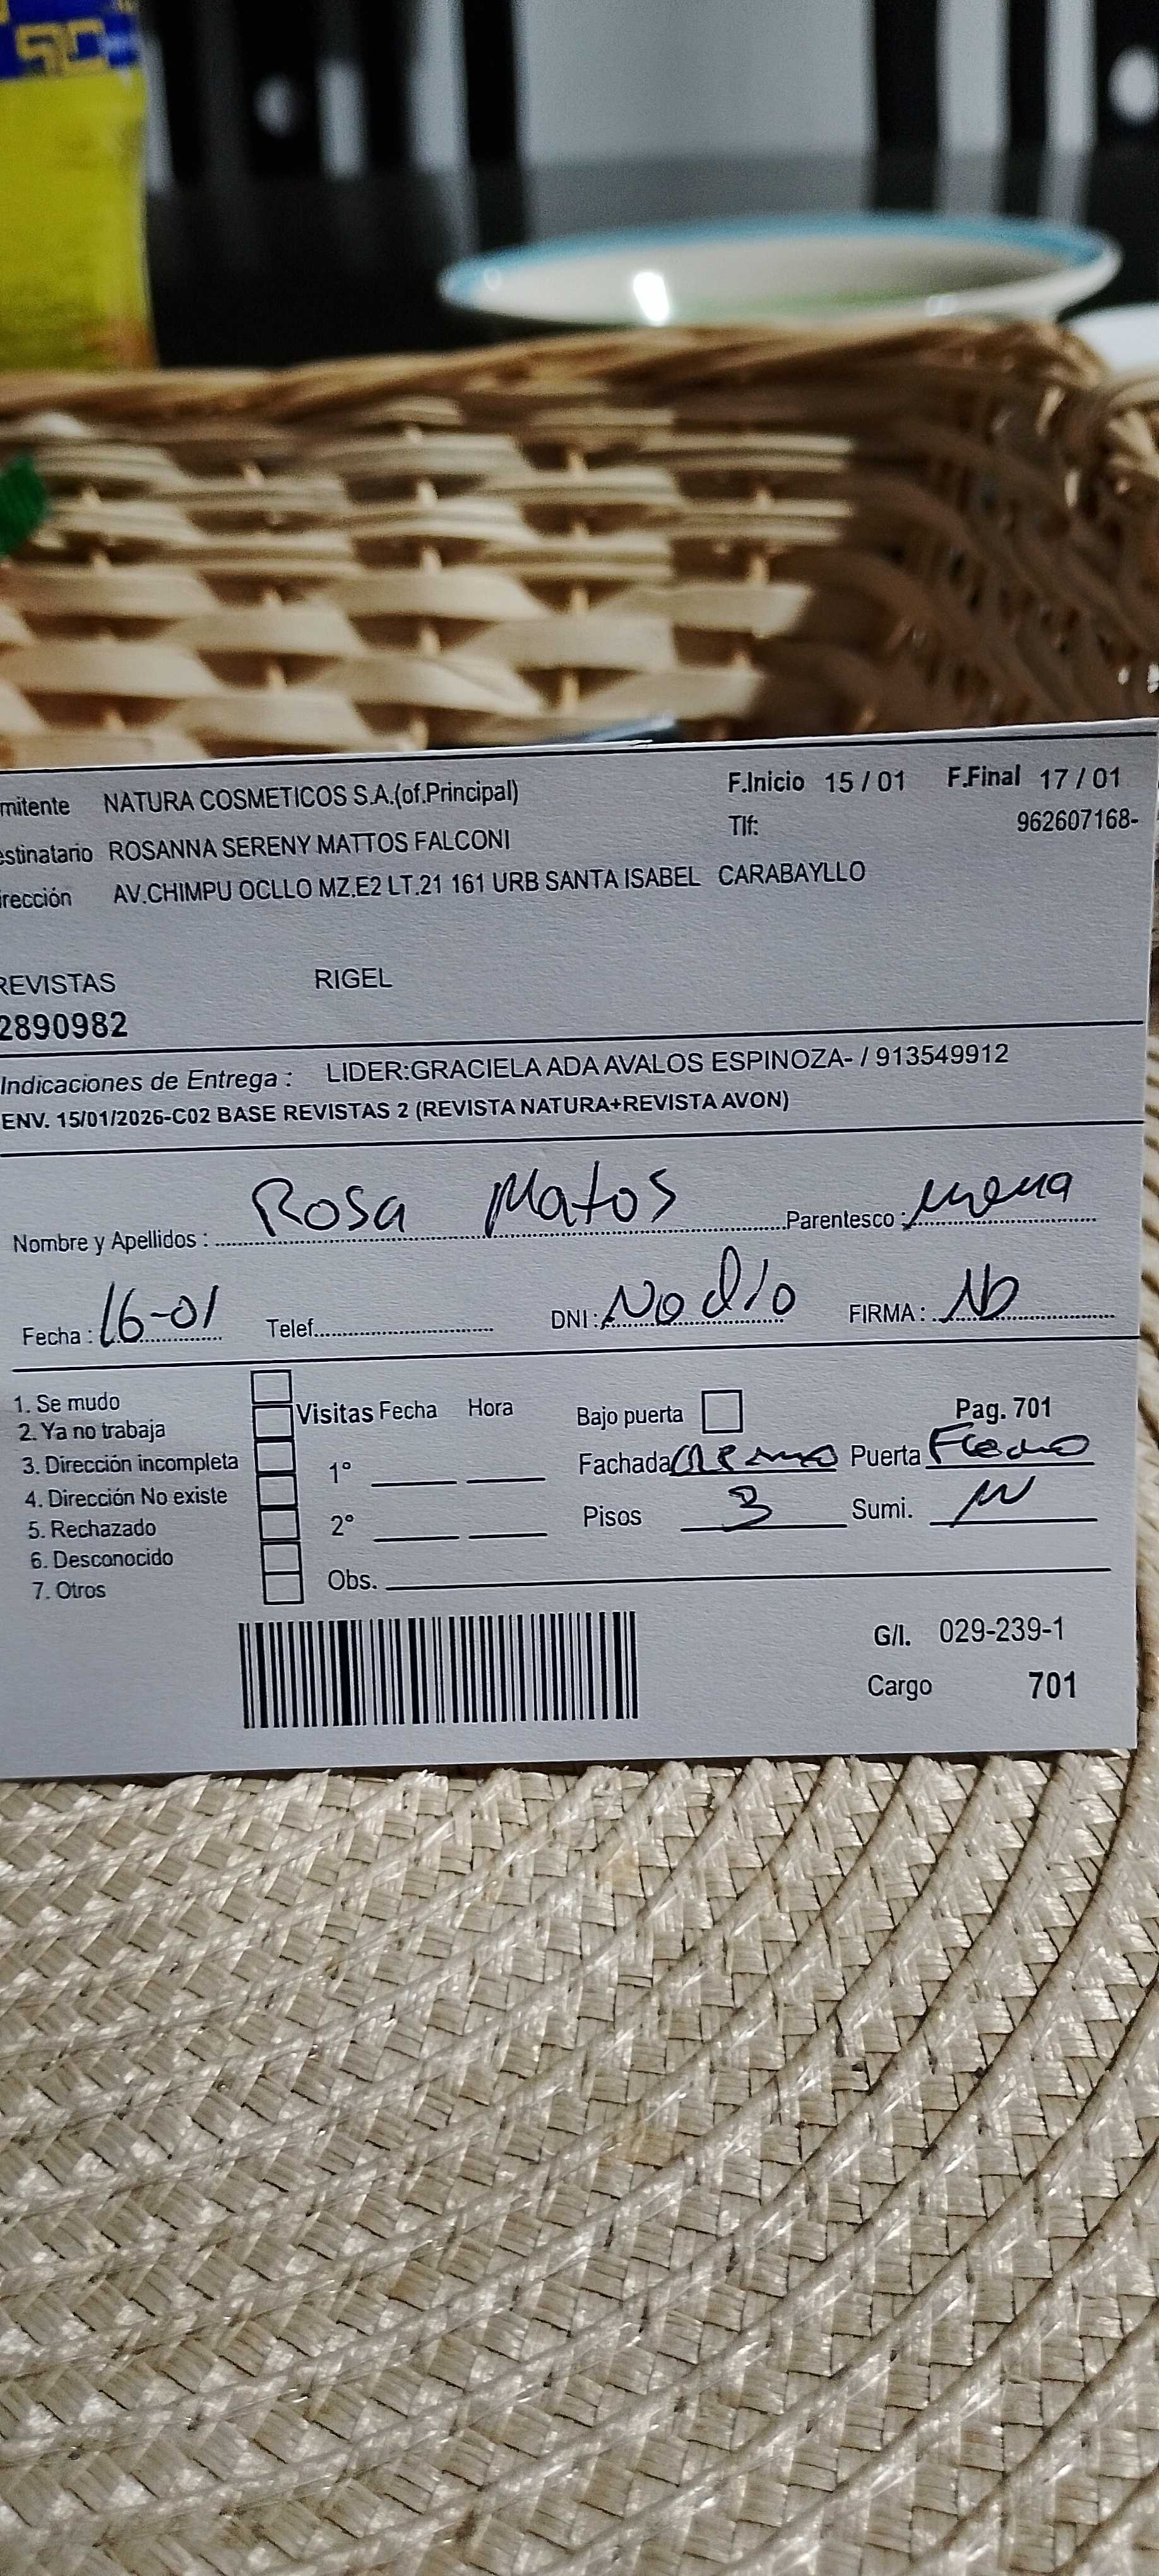 mitente NATURA COSMETICOS S.A.(of.Principal) F.Inicio 15 / 01 F.Final 17 / 01
estinatario ROSANNA SERENY MATTOS FALCONI Tlf: 962607168-
irección AV.CHIMPU OCLLO MZ.E2 LT.21 161 URB SANTA ISABEL CARABAYLLO
REVISTAS RIGEL
2890982
Indicaciones de Entrega : LIDER:GRACIELA ADA AVALOS ESPINOZA- / 913549912
ENV. 15/01/2026-C02 BASE REVISTAS 2 (REVISTA NATURA+REVISTA AVON)
Nombre y Apellidos : Rosa Matos Parentesco :
Fecha : 16-01 Telef. DNI : No dio FIRMA : No
1. Se mudo
2. Ya no trabaja Visitas Fecha Hora Bajo puerta Pag. 701
3. Dirección incompleta 1° Fachada Puerta
4. Dirección No existe
5. Rechazado 2° Pisos 3 Sumi.
6. Desconocido
7. Otros Obs.
G/I. 029-239-1
Cargo 701